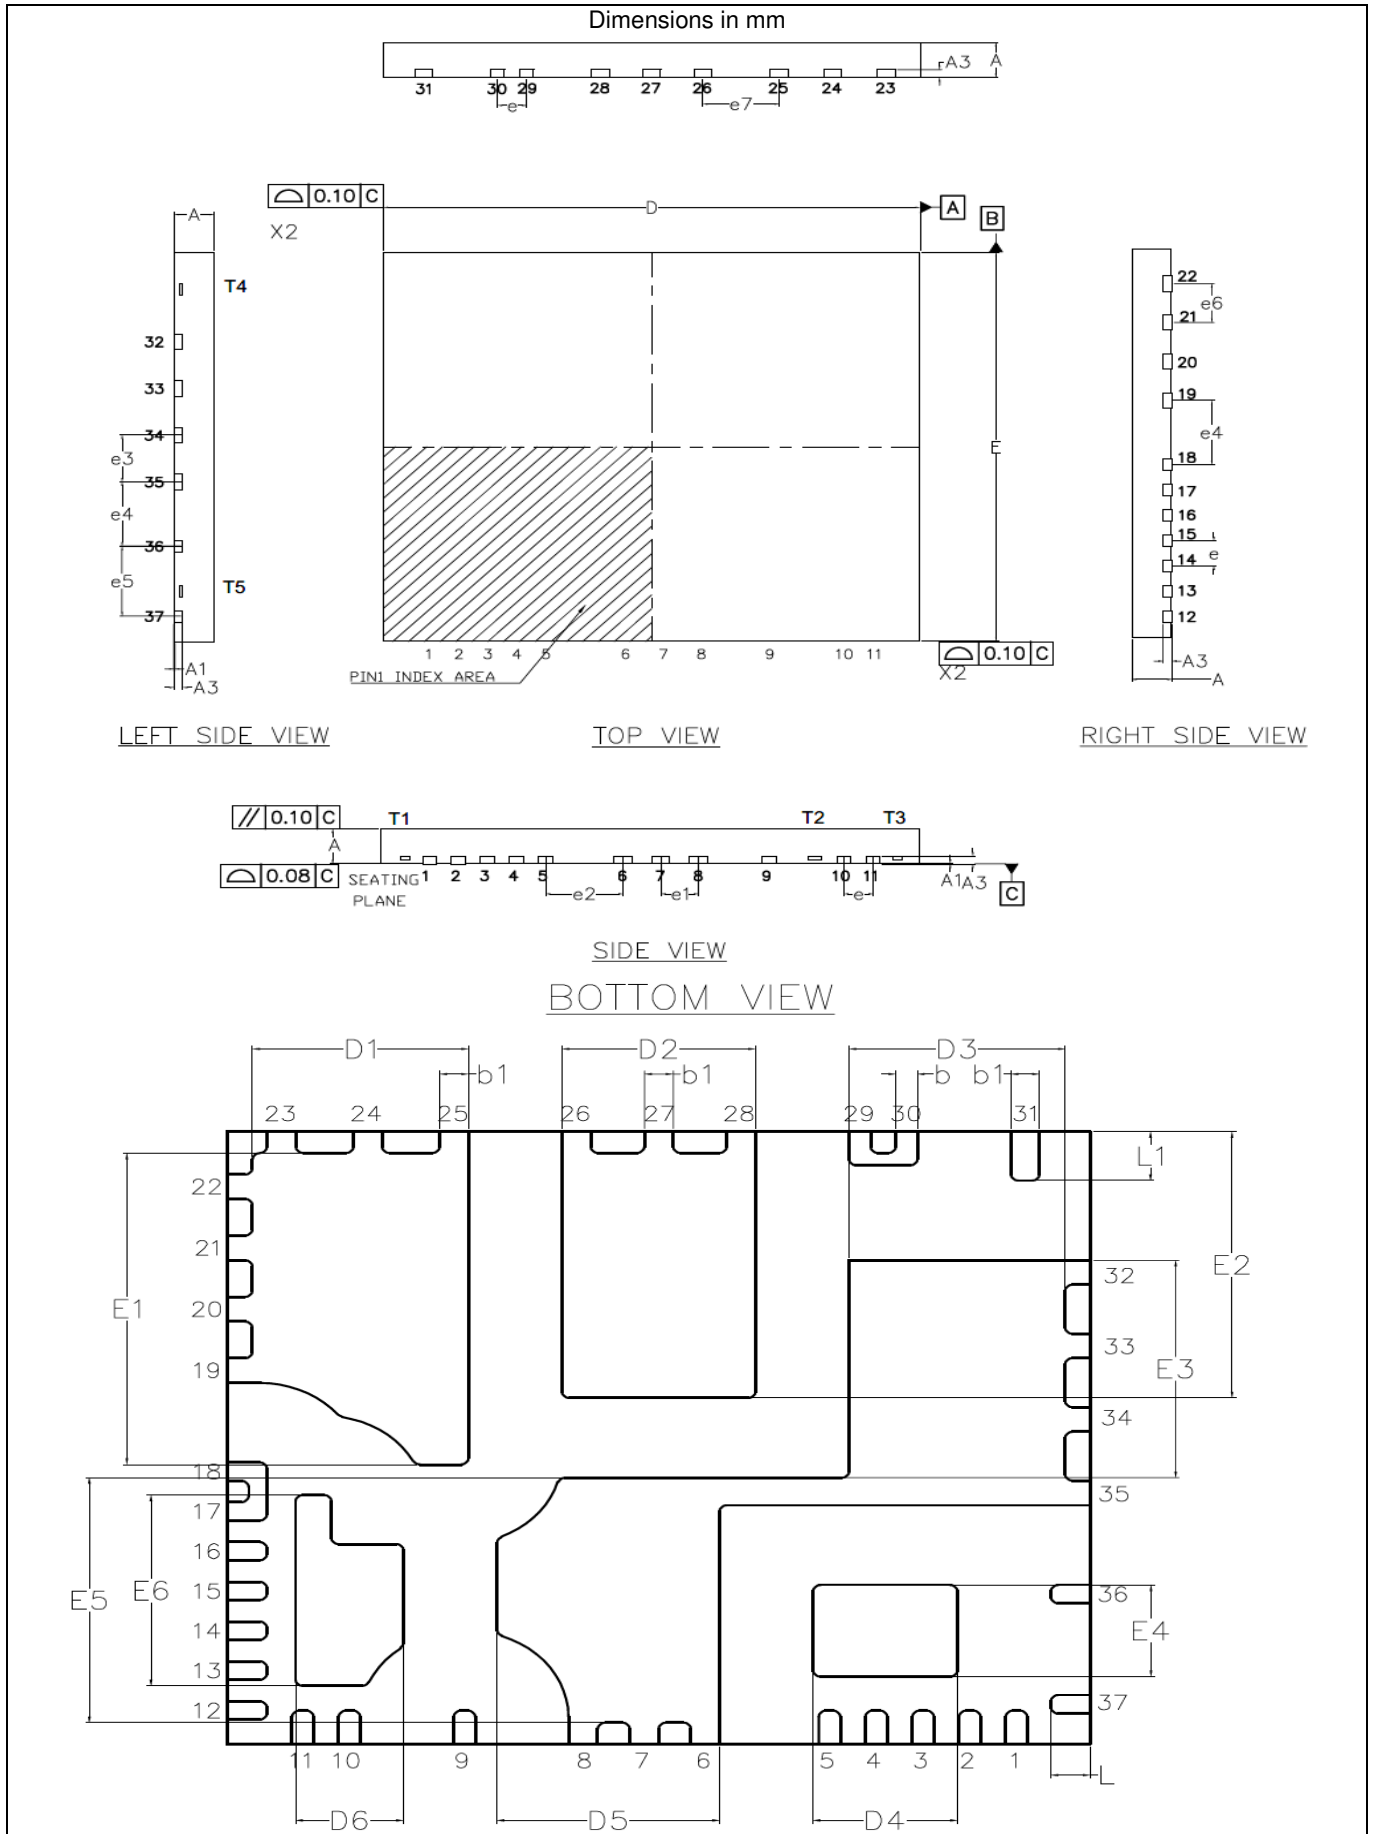 Dimensions in mm
A3 A
31 30 29 28 27 26 25 24 23
e e7
⌓ 0.10 C
X2
D
A
B
A
T4
32
33
34
e3
35
e4
36
e5
T5
37
A1
A3
E
1 2 3 4 5 6 7 8 9 10 11
PIN1 INDEX AREA
⌓ 0.10 C
X2
22
e6
21
20
19
e4
18
17
16
15
e
14
13
12
A3
A
LEFT SIDE VIEW
TOP VIEW
RIGHT SIDE VIEW
// 0.10 C
T1 T2 T3
A
⌓ 0.08 C
SEATING
PLANE
1 2 3 4 5 6 7 8 9 10 11
e2 e1 e
A1 A3
C
SIDE VIEW
BOTTOM VIEW
D1 D2 D3
b1 b1 b b1
23 24 25 26 27 28 29 30 31
L1
22
21
E1
20
19
18
17
16
E5
E6
15
14
13
12
E2
32
33
E3
34
35
36
E4
37
11 10 9 8 7 6 5 4 3 2 1
L
D6 D5 D4